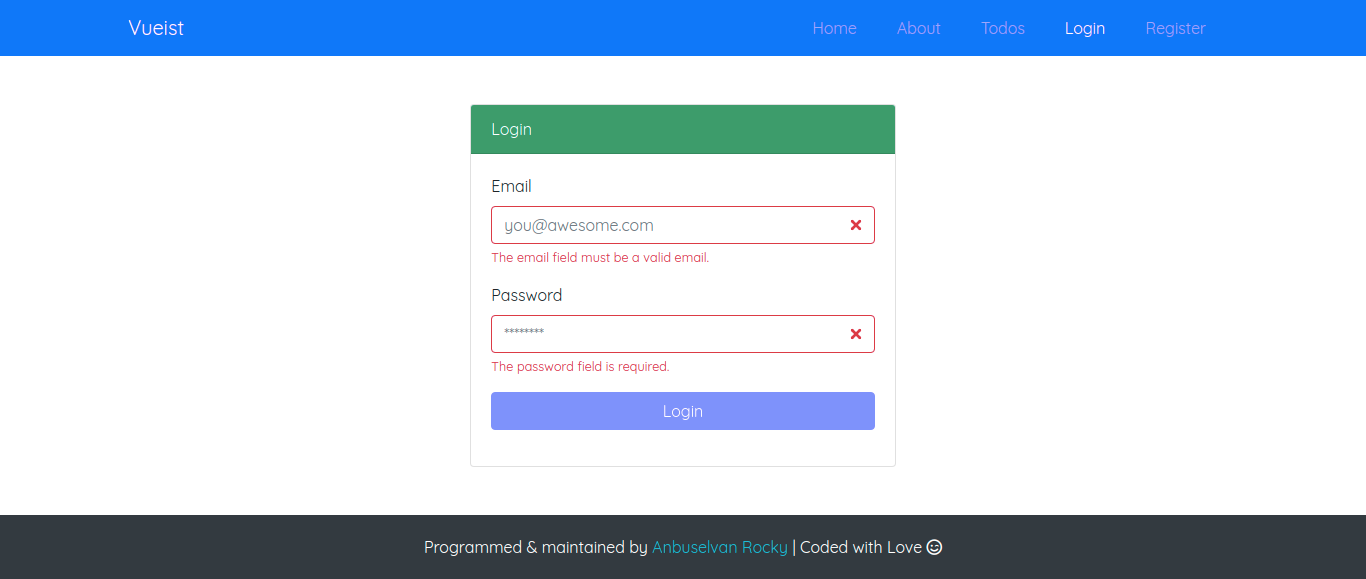 Vueist Home About Todos Login Register
Login
Email
you@awesome.com
The email field must be a valid email.
Password
********
The password field is required.
Login
Programmed & maintained by Anbuselvan Rocky | Coded with Love